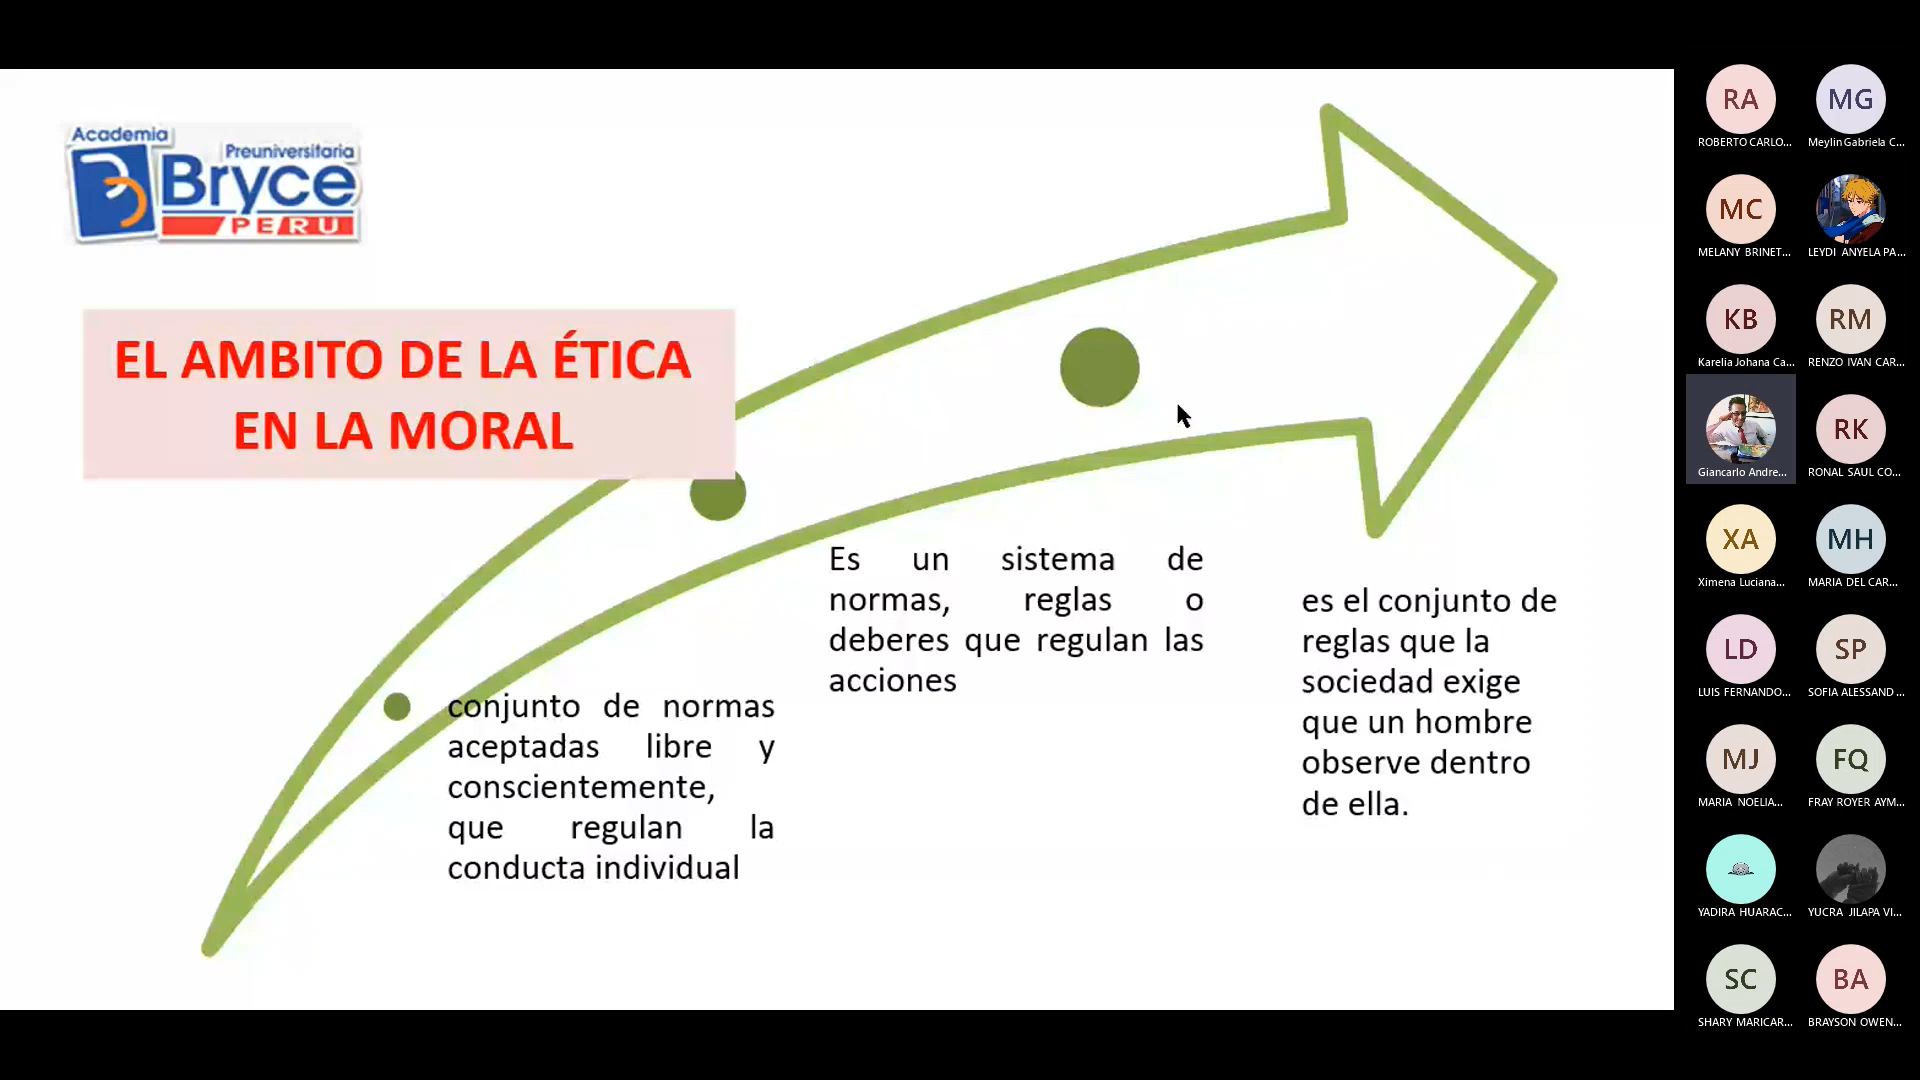 Academia
Preuniversitaria
Bryce
PERU
EL AMBITO DE LA ÉTICA
EN LA MORAL
conjunto de normas
aceptadas libre y
conscientemente,
que regulan la
conducta individual
Es un sistema de
normas, reglas o
deberes que regulan las
acciones
es el conjunto de
reglas que la
sociedad exige
que un hombre
observe dentro
de ella.
RA
ROBERTO CARLO...
MG
Meylin Gabriela C...
MC
MELANY BRINET...
LEYDI ANYELA PA...
KB
Karelia Johana Ca...
RM
RENZO IVAN CAR...
Giancarlo Andre...
RK
RONAL SAUL CO...
XA
Ximena Luciana...
MH
MARIA DEL CAR...
LD
LUIS FERNANDO...
SP
SOFIA ALESSAND...
MJ
MARIA NOELIA...
FQ
FRAY ROYER AYM...
YADIRA HUARAC...
YUCRA JILAPA VI...
SC
SHARY MARICAR...
BA
BRAYSON OWEN...